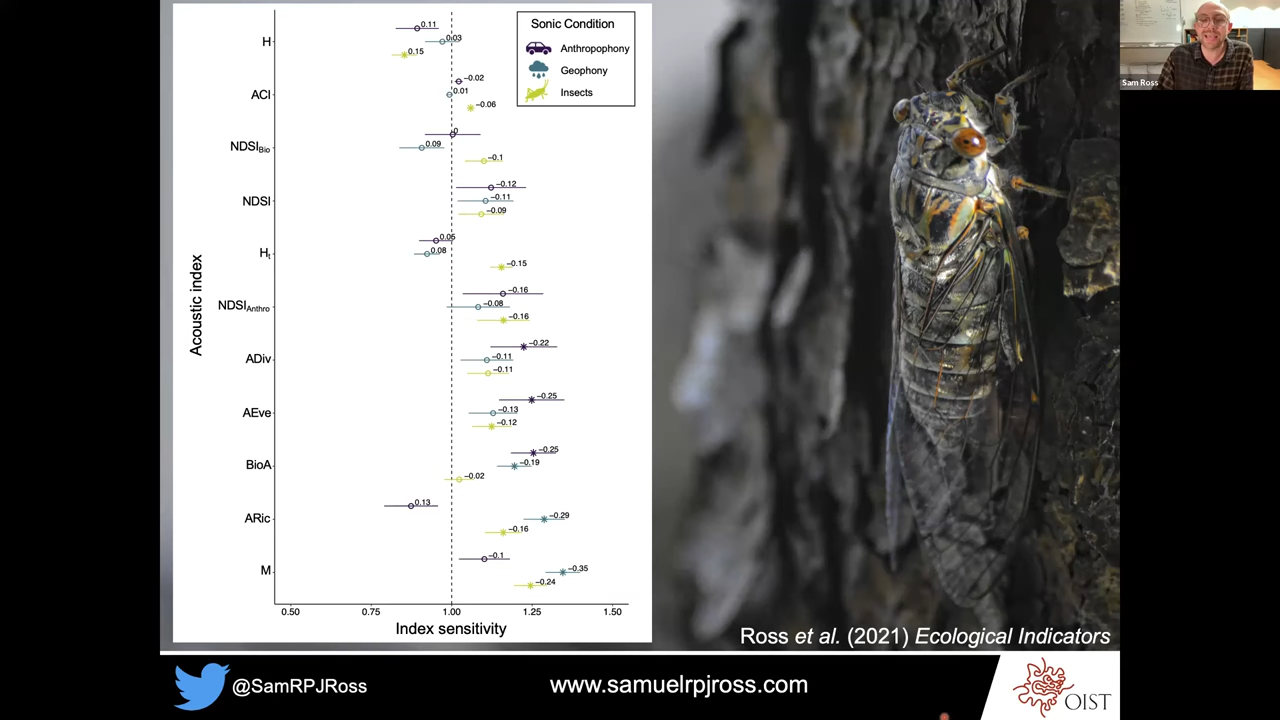 Sonic Condition
Anthropophony
Geophony
Insects
Acoustic index
H
0.11
0.03
0.15
ACI
−0.02
0.01
−0.06
NDSIBio
0
0.09
−0.1
NDSI
−0.12
−0.11
−0.09
Ht
0.05
0.08
−0.15
NDSIAnthro
−0.16
−0.08
−0.16
ADiv
−0.22
−0.11
−0.11
AEve
−0.25
−0.13
−0.12
BioA
−0.25
−0.19
−0.02
ARic
0.13
−0.29
−0.16
M
−0.1
−0.35
−0.24
0.50 0.75 1.00 1.25 1.50
Index sensitivity
Sam Ross
Ross et al. (2021) Ecological Indicators
@SamRPJRoss
www.samuelrpjross.com
OIST